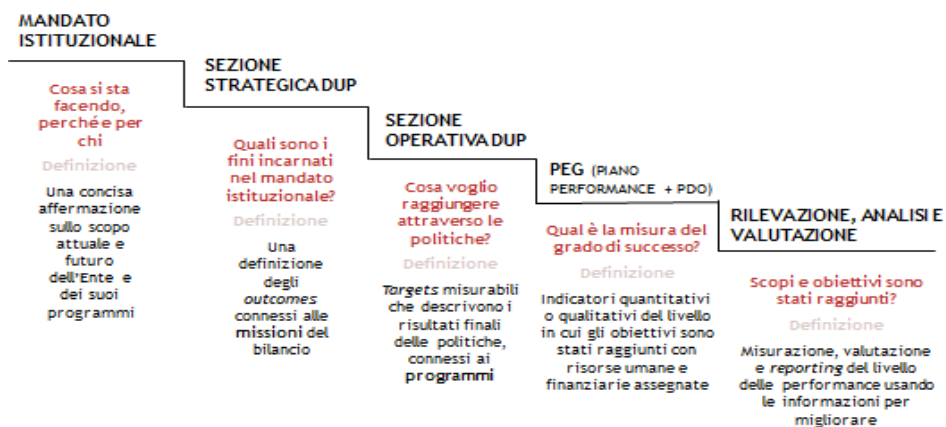 MANDATO
ISTITUZIONALE
Cosa si sta
facendo,
perché e per
chi
Definizione
Una concisa
affermazione
sullo scopo
attuale e
futuro
dell'Ente e
dei suoi
programmi
SEZIONE
STRATEGICA DUP
Quali sono i
fini incarnati
nel mandato
istituzionale?
Definizione
Una
definizione
degli
outcomes
connessi alle
missioni del
bilancio
SEZIONE
OPERATIVA DUP
Cosa voglio
raggiungere
attraverso le
politiche?
Definizione
Targets misurabili
che descrivono i
risultati finali
delle politiche,
connessi ai
programmi
PEG (PIANO
PERFORMANCE + PDO)
Qual è la misura del
grado di successo?
Definizione
Indicatori quantitativi
o qualitativi del livello
in cui gli obiettivi sono
stati raggiunti con
risorse umane e
finanziarie assegnate
RILEVAZIONE, ANALISI E
VALUTAZIONE
Scopi e obiettivi sono
stati raggiunti?
Definizione
Misurazione, valutazione
e reporting del livello
delle performance usando
le informazioni per
migliorare